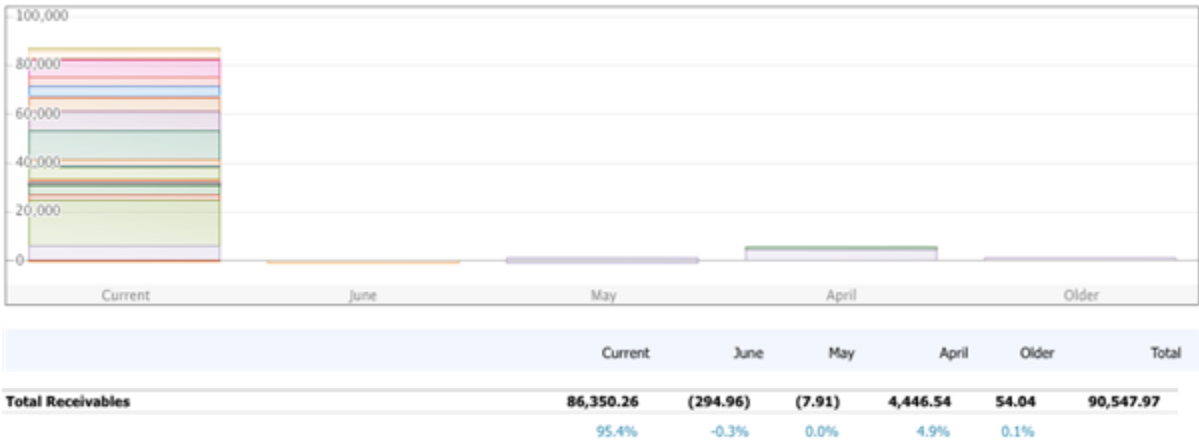 100,000
80,000
60,000
40,000
20,000
0
Current June May April Older
Current June May April Older Total
Total Receivables 86,350.26 (294.96) (7.91) 4,446.54 54.04 90,547.97
95.4% -0.3% 0.0% 4.9% 0.1%